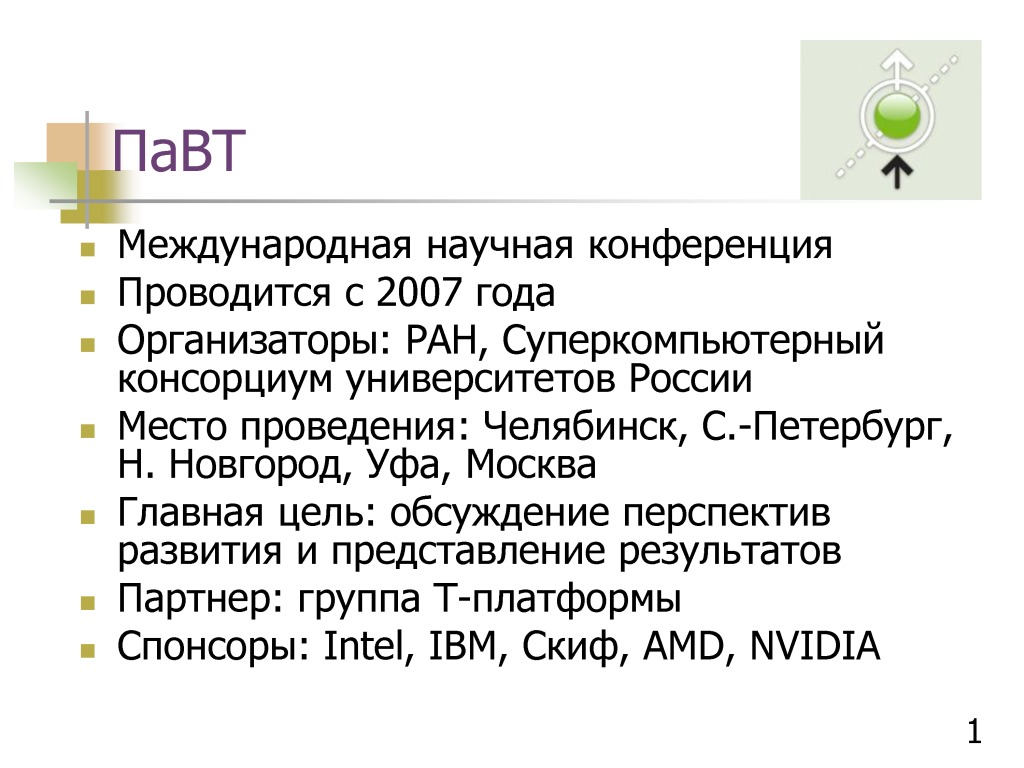 ПаВТ
Международная научная конференция
Проводится с 2007 года
Организаторы: РАН, Суперкомпьютерный
консорциум университетов России
Место проведения: Челябинск, С.-Петербург,
Н. Новгород, Уфа, Москва
Главная цель: обсуждение перспектив
развития и представление результатов
Партнер: группа Т-платформы
Спонсоры: Intel, IBM, Скиф, AMD, NVIDIA
1